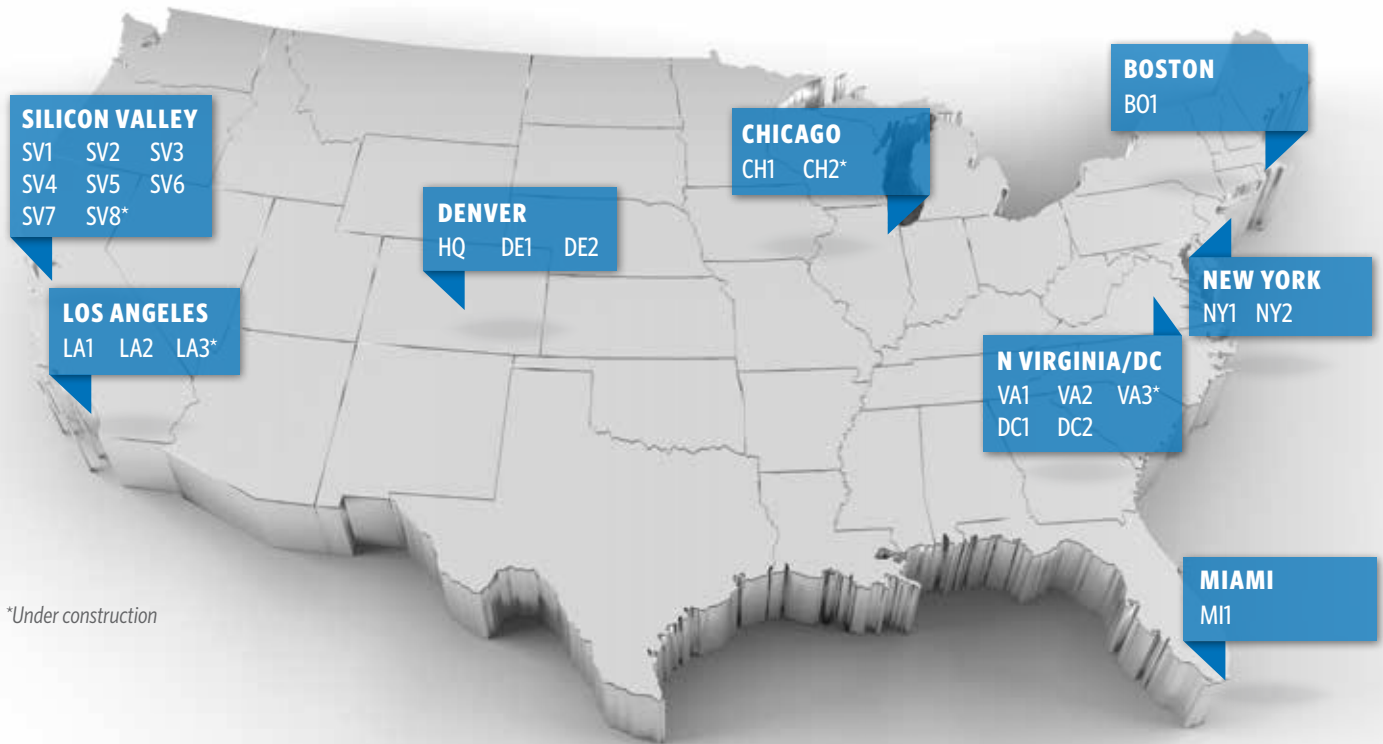 SILICON VALLEY
SV1 SV2 SV3
SV4 SV5 SV6
SV7 SV8*
LOS ANGELES
LA1 LA2 LA3*
DENVER
HQ DE1 DE2
CHICAGO
CH1 CH2*
BOSTON
BO1
NEW YORK
NY1 NY2
N VIRGINIA/DC
VA1 VA2 VA3*
DC1 DC2
MIAMI
MI1
*Under construction